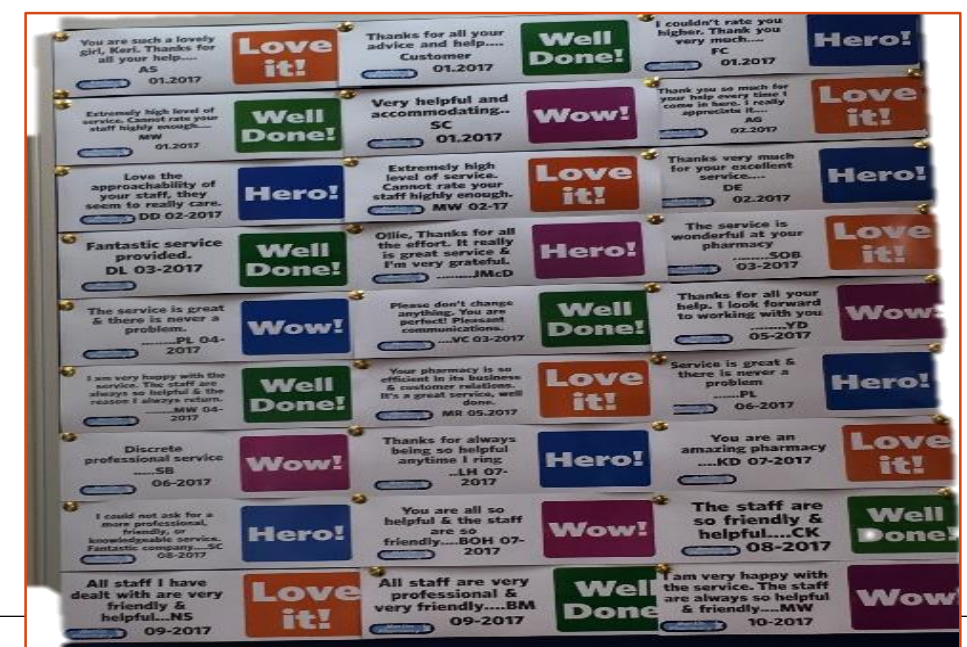 You are such a lovely
girl, Keri. Thanks for
all your help....
AS
01.2017
Love
it!
Thanks for all your
advice and help....
Customer
01.2017
Well
Done!
I couldn't rate you
higher. Thank you
very much....
FC
01.2017
Hero!
Extremely high level of
service. Cannot rate your
staff highly enough....
MW
01.2017
Well
Done!
Very helpful and
accommodating..
SC
01.2017
Wow!
Thank you so much for
your help every time I
come in here. I really
appreciate it....
AG
02.2017
Love
it!
Love the
approachability of
your staff, they
seem to really care.
DD 02-2017
Hero!
Extremely high
level of service.
Cannot rate your
staff highly enough.
MW 02-17
Love
it!
Thanks very much
for your excellent
service....
DE
02.2017
Hero!
Fantastic service
provided.
DL 03-2017
Well
Done!
Ollie, Thanks for all
the effort. It really
is great service &
I'm very grateful.
.........JMcD
Hero!
The service is
wonderful at your
pharmacy
.......SOB
03-2017
Love
it!
The service is great
& there is never a
problem.
.........PL 04-
2017
Wow!
Please don't change
anything. You are
perfect! Pleasant
communications.
....VC 03-2017
Well
Done!
Thanks for all your
help. I look forward
to working with you
........YD
05-2017
Wow!
I am very happy with the
service. The staff are
always so helpful & the
reason I always return.
.....MW 04-
2017
Well
Done!
Your pharmacy is so
efficient in its business
& customer relations.
It's a great service, well
done.
MR 05.2017
Love
it!
Service is great &
there is never a
problem
.....PL
06-2017
Hero!
Discrete
professional service
.....SB
06-2017
Wow!
Thanks for always
being so helpful
anytime I ring
..LH 07-
2017
Hero!
You are an
amazing pharmacy
....KD 07-2017
Love
it!
I could not ask for a
more professional,
friendly, or
knowledgeable service.
Fantastic company....SC
08-2017
Hero!
You are all so
helpful & the staff
are so
friendly....BOH 07-
2017
Wow!
The staff are
so friendly &
helpful....CK
08-2017
Well
Done!
All staff I have
dealt with are very
friendly &
helpful...NS
09-2017
Love
it!
All staff are very
professional &
very friendly....BM
09-2017
Well
Done
I am very happy with
the service. The staff
are always so helpful
& friendly....MW
10-2017
Wow!